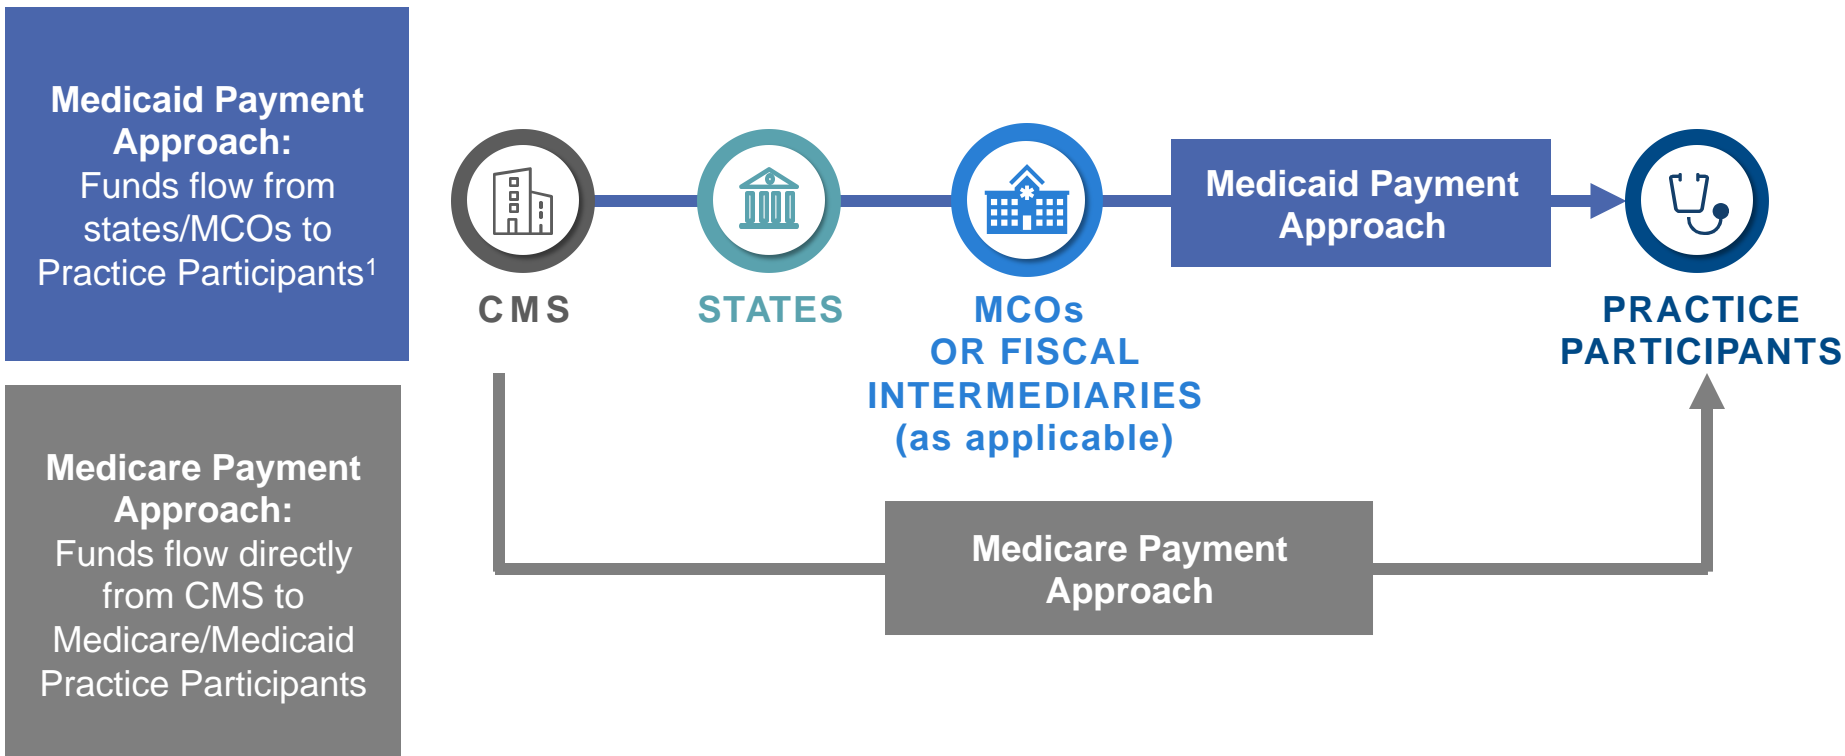 Medicaid Payment
Approach:
Funds flow from
states/MCOs to
Practice Participants¹
Medicare Payment
Approach:
Funds flow directly
from CMS to
Medicare/Medicaid
Practice Participants
CMS
STATES
MCOs
OR FISCAL
INTERMEDIARIES
(as applicable)
Medicaid Payment
Approach
PRACTICE
PARTICIPANTS
Medicare Payment
Approach